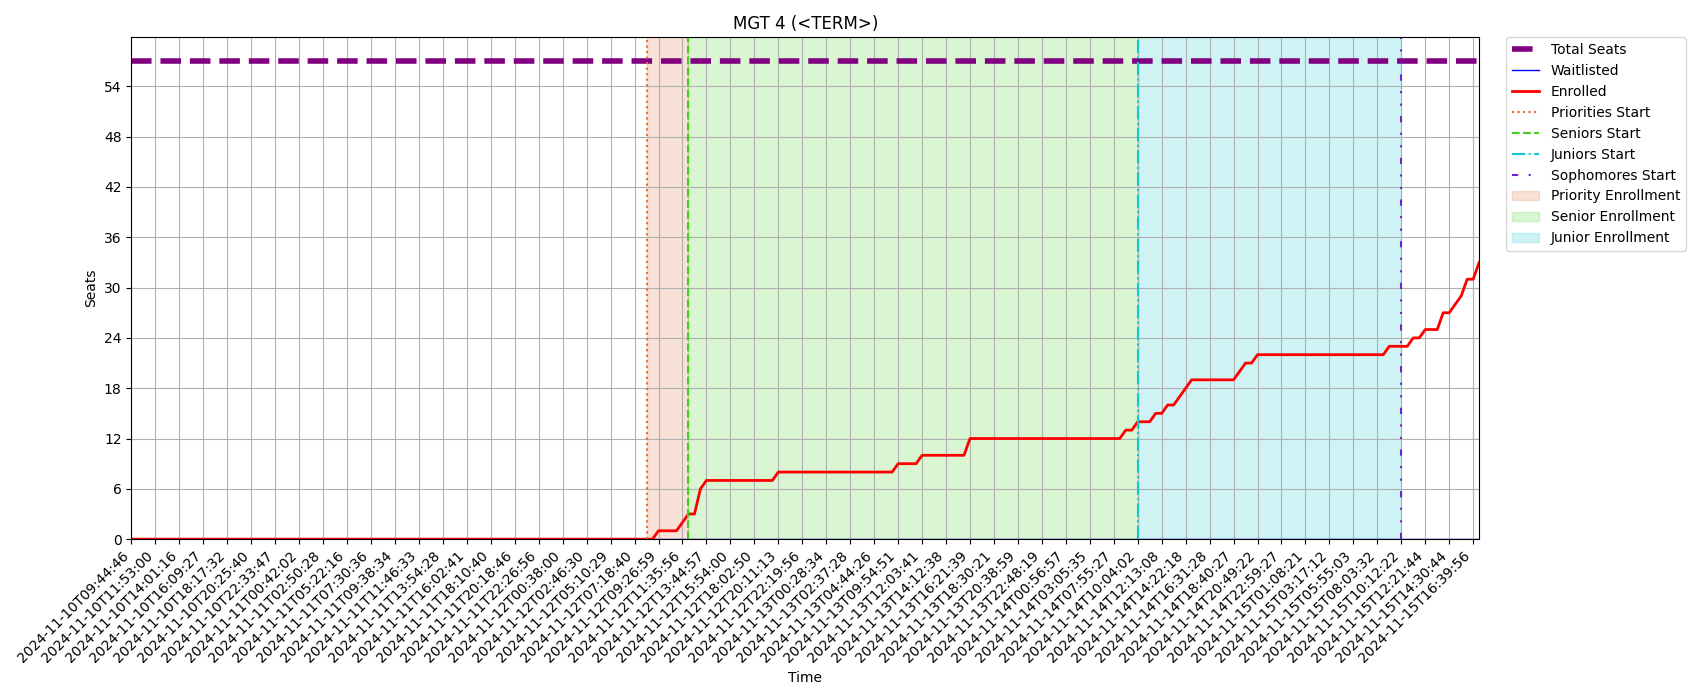 MGT 4 (<TERM>)
Total Seats
Waitlisted
Enrolled
Priorities Start
Seniors Start
Juniors Start
Sophomores Start
Priority Enrollment
Senior Enrollment
Junior Enrollment
Seats
54
48
42
36
30
24
18
12
6
0
2024-11-10T09:44:46
2024-11-10T11:53:00
2024-11-10T14:01:16
2024-11-10T16:09:27
2024-11-10T18:17:32
2024-11-10T20:25:40
2024-11-10T22:33:47
2024-11-11T00:42:02
2024-11-11T02:50:28
2024-11-11T05:22:16
2024-11-11T07:30:36
2024-11-11T09:38:34
2024-11-11T11:46:33
2024-11-11T13:54:28
2024-11-11T16:02:41
2024-11-11T18:10:40
2024-11-11T20:18:46
2024-11-11T22:26:56
2024-11-12T00:38:00
2024-11-12T02:46:30
2024-11-12T05:10:29
2024-11-12T07:18:40
2024-11-12T09:26:59
2024-11-12T11:35:56
2024-11-12T13:44:57
2024-11-12T15:54:00
2024-11-12T18:02:50
2024-11-12T20:11:13
2024-11-12T22:19:56
2024-11-13T00:28:34
2024-11-13T02:37:28
2024-11-13T04:44:26
2024-11-13T09:54:51
2024-11-13T12:03:41
2024-11-13T14:12:38
2024-11-13T16:21:39
2024-11-13T18:30:21
2024-11-13T20:38:59
2024-11-13T22:48:19
2024-11-14T00:56:57
2024-11-14T03:05:35
2024-11-14T07:55:27
2024-11-14T10:04:02
2024-11-14T12:13:08
2024-11-14T14:22:18
2024-11-14T16:31:28
2024-11-14T18:40:27
2024-11-14T20:49:22
2024-11-14T22:59:27
2024-11-15T01:08:21
2024-11-15T03:17:12
2024-11-15T05:55:03
2024-11-15T08:03:32
2024-11-15T10:12:22
2024-11-15T12:21:44
2024-11-15T14:30:44
2024-11-15T16:39:56
Time